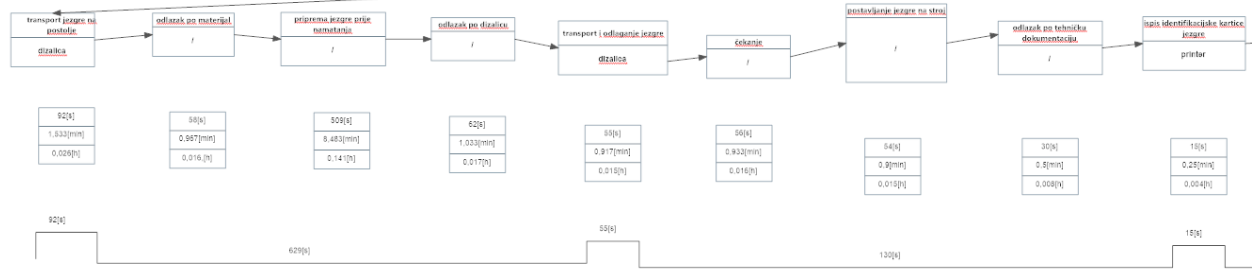 transport jezgre na
postolje
dizalica
odlazak po materijal
/
priprema jezgre prije
namatanja
/
odlazak po dizalicu
/
transport i odlaganje jezgre
dizalica
čekanje
/
postavljanje jezgre na stroj
/
odlazak po tehničku
dokumentaciju
/
ispis identifikacijske kartice
jezgre
printer
92[s]
1,533[min]
0,026[h]
58[s]
0,967[min]
0,016,[h]
509[s]
8,483[min]
0,141[h]
62[s]
1,033[min]
0,017[h]
55[s]
0,917[min]
0,015[h]
56[s]
0,933[min]
0,016[h]
54[s]
0,9[min]
0,015[h]
30[s]
0,5[min]
0,008[h]
15[s]
0,25[min]
0,004[h]
92[s]
629[s]
55[s]
130[s]
15[s]